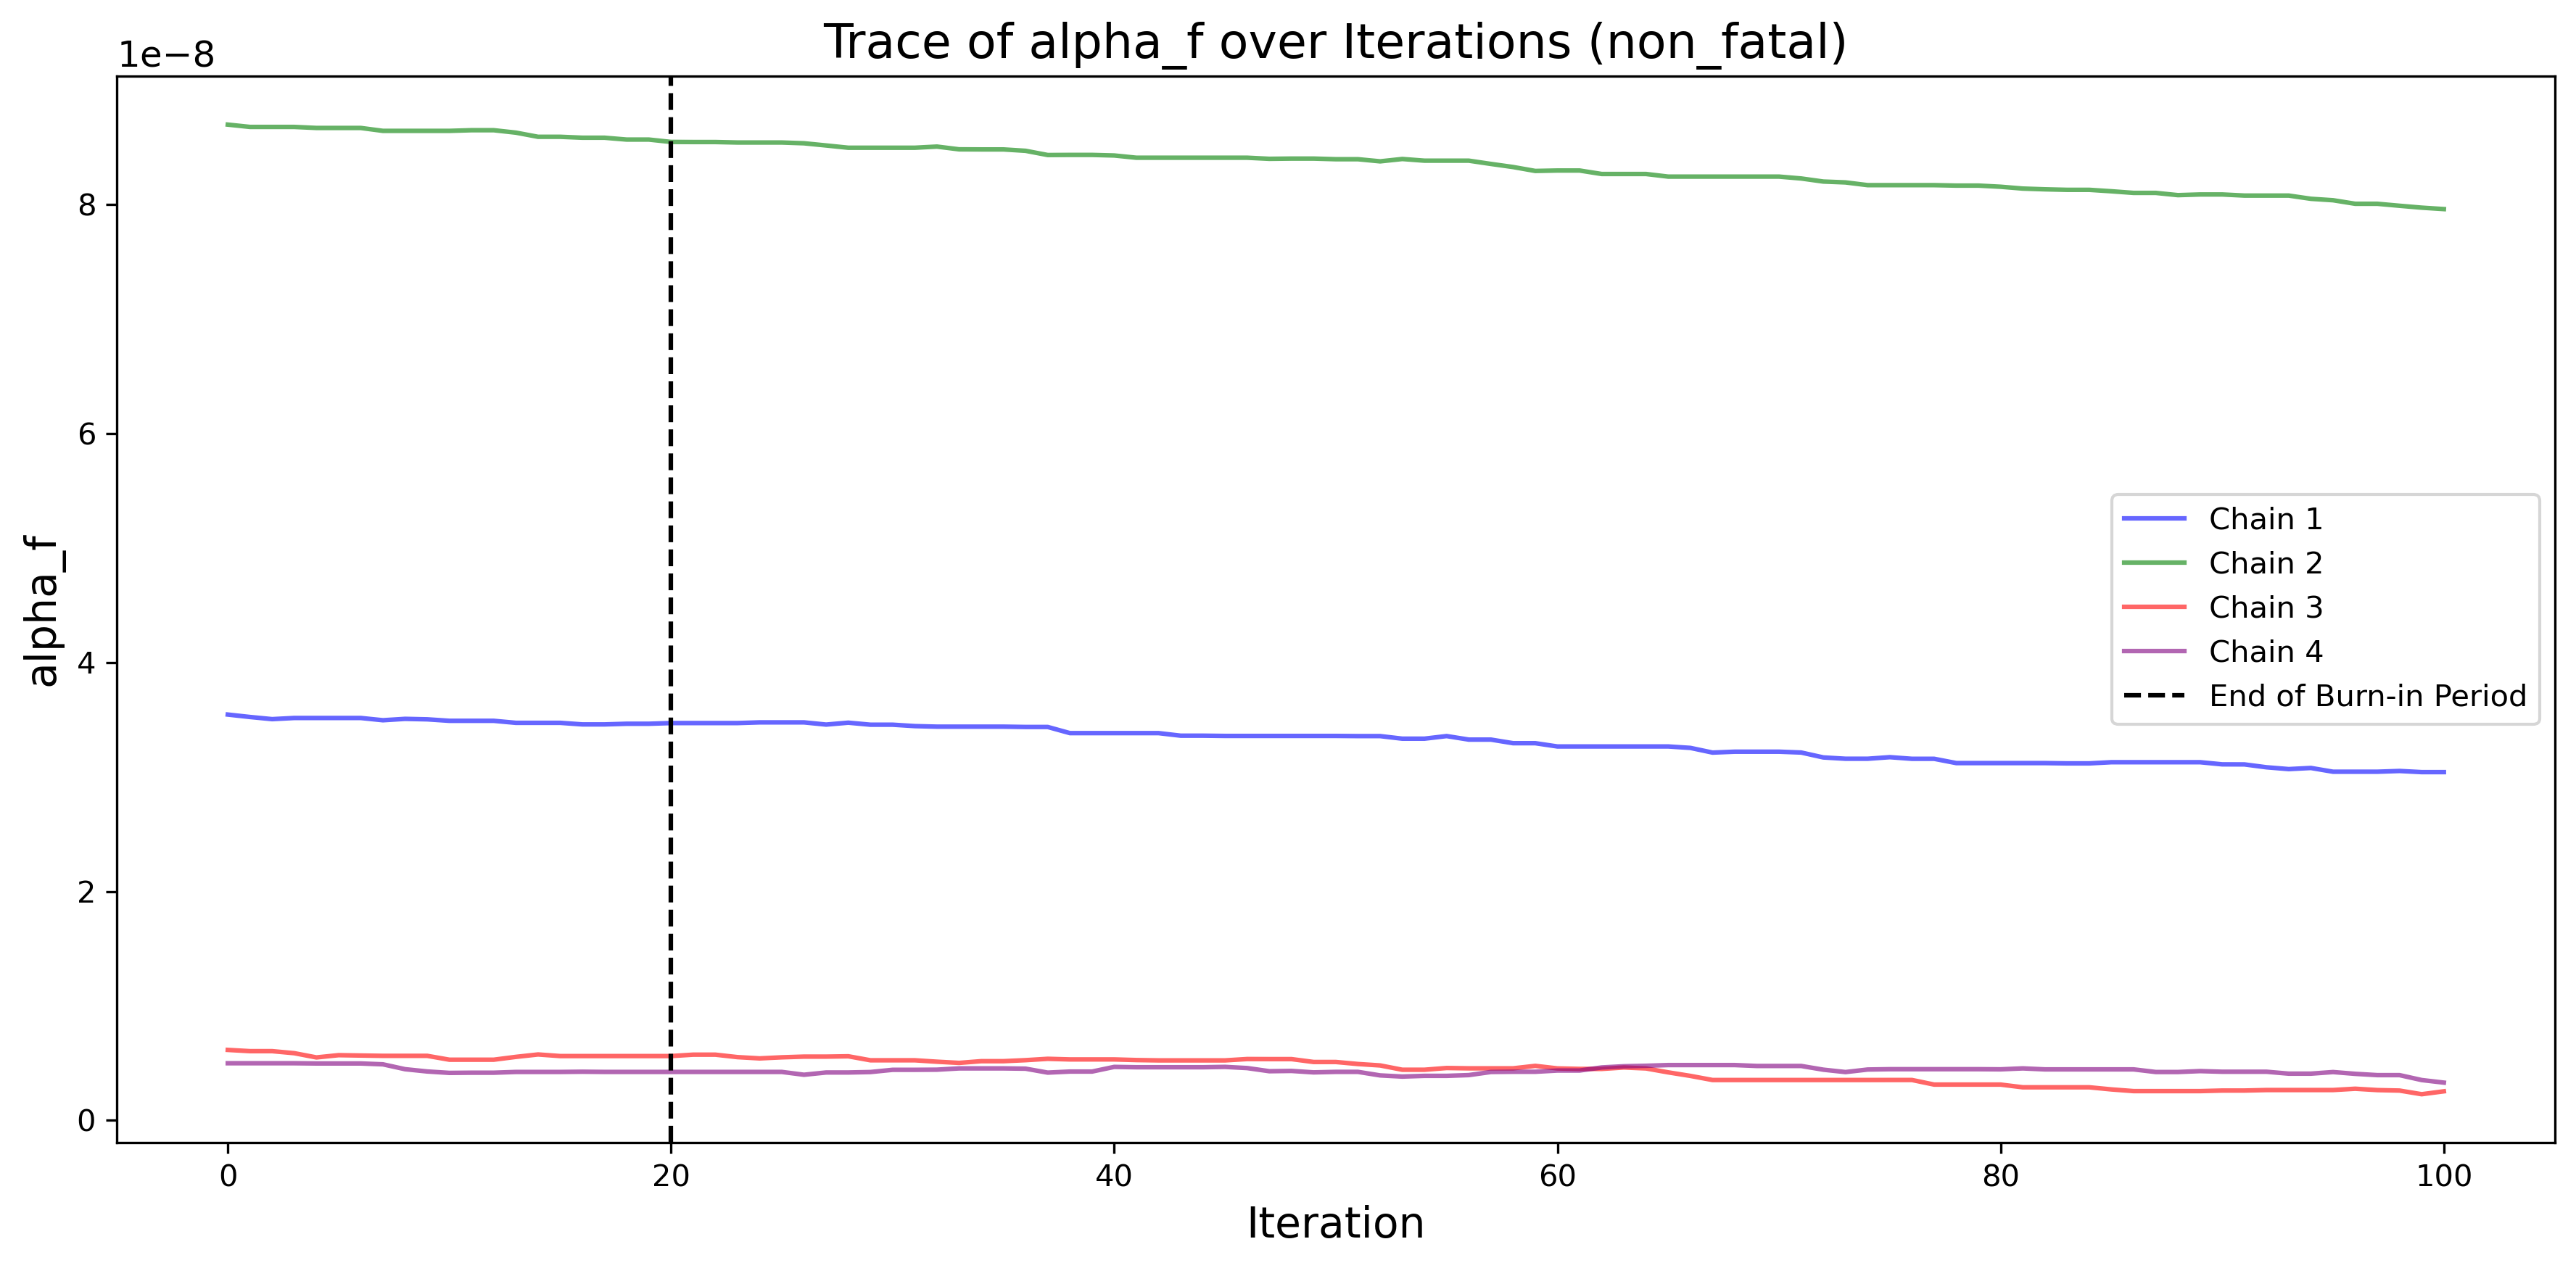 Trace of alpha_f over Iterations (non_fatal)
1e−8
8
6
4
2
0
alpha_f
Chain 1
Chain 2
Chain 3
Chain 4
End of Burn-in Period
0 20 40 60 80 100
Iteration